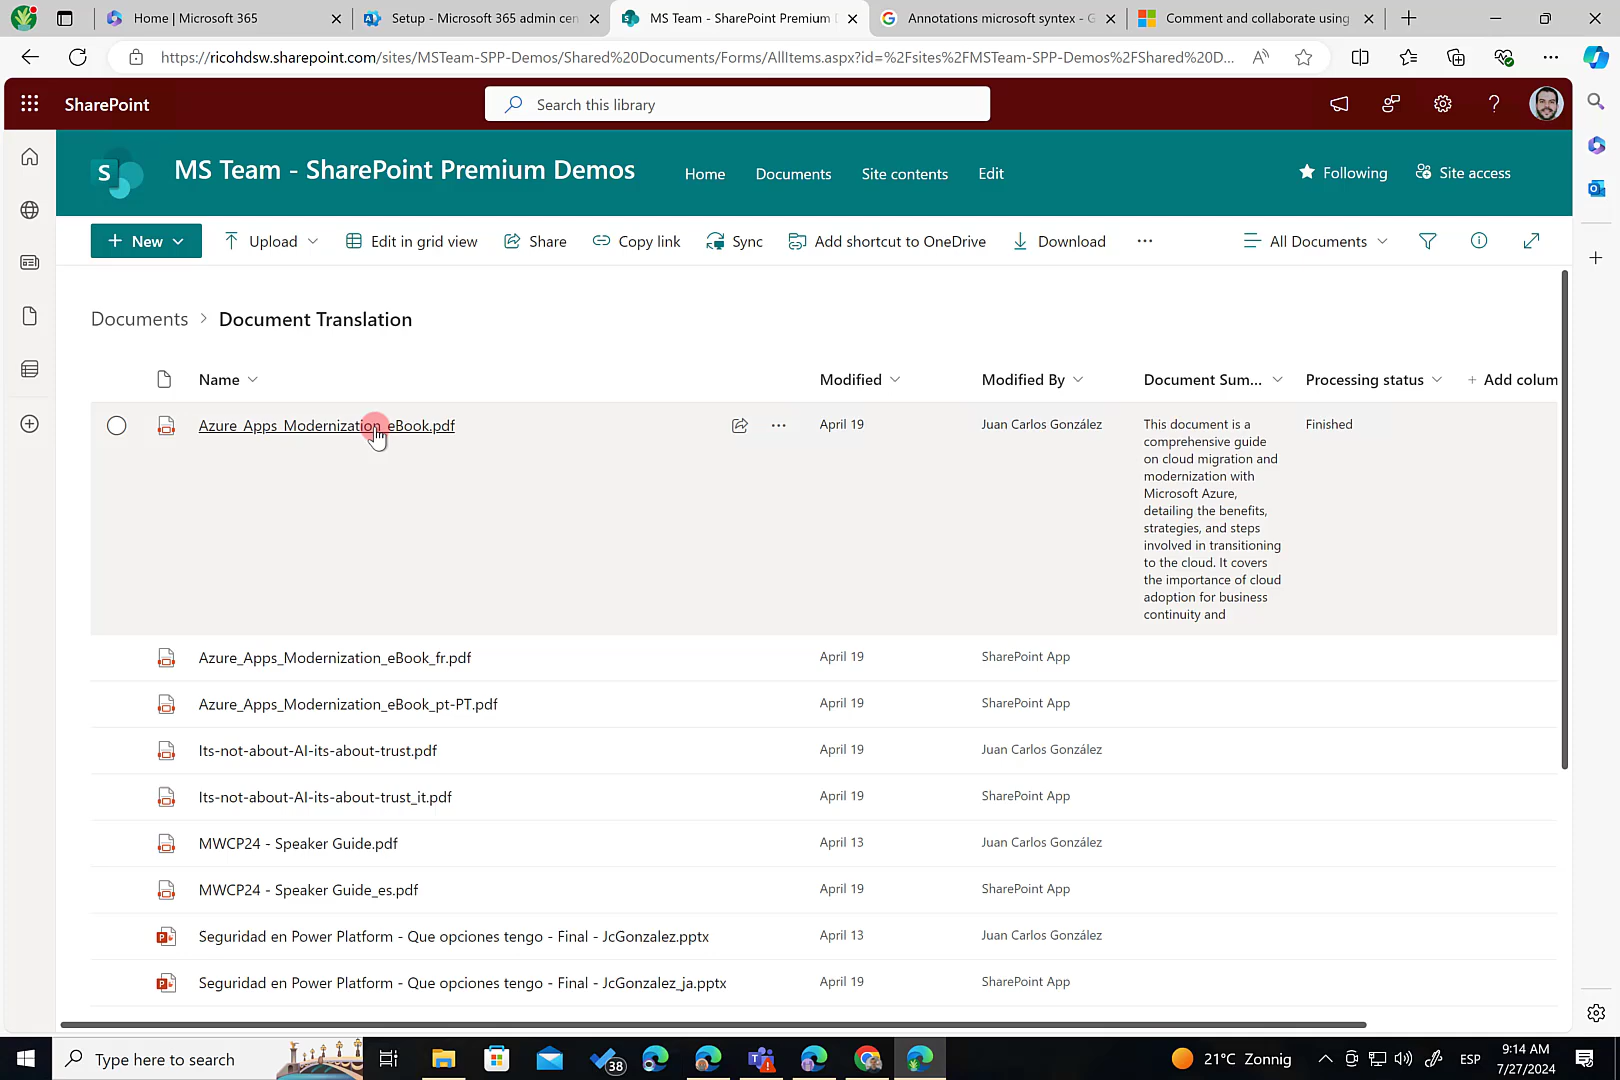 Home | Microsoft 365
Setup - Microsoft 365 admin cen
MS Team - SharePoint Premium
Annotations microsoft syntex - G
Comment and collaborate using
https://ricohdsw.sharepoint.com/sites/MSTeam-SPP-Demos/Shared%20Documents/Forms/AllItems.aspx?id=%2Fsites%2FMSTeam-SPP-Demos%2FShared%20D...
SharePoint
Search this library
S
MS Team - SharePoint Premium Demos
Home
Documents
Site contents
Edit
Following
Site access
New
Upload
Edit in grid view
Share
Copy link
Sync
Add shortcut to OneDrive
Download
All Documents
Documents > Document Translation
Name
Modified
Modified By
Document Sum...
Processing status
+ Add colum
Azure_Apps_Modernization_eBook.pdf
April 19
Juan Carlos González
This document is a
comprehensive guide
on cloud migration and
modernization with
Microsoft Azure,
detailing the benefits,
strategies, and steps
involved in transitioning
to the cloud. It covers
the importance of cloud
adoption for business
continuity and
Finished
Azure_Apps_Modernization_eBook_fr.pdf
April 19
SharePoint App
Azure_Apps_Modernization_eBook_pt-PT.pdf
April 19
SharePoint App
Its-not-about-AI-its-about-trust.pdf
April 19
Juan Carlos González
Its-not-about-AI-its-about-trust_it.pdf
April 19
SharePoint App
MWCP24 - Speaker Guide.pdf
April 13
Juan Carlos González
MWCP24 - Speaker Guide_es.pdf
April 19
SharePoint App
Seguridad en Power Platform - Que opciones tengo - Final - JcGonzalez.pptx
April 13
Juan Carlos González
Seguridad en Power Platform - Que opciones tengo - Final - JcGonzalez_ja.pptx
April 19
SharePoint App
Type here to search
38
21°C Zonnig
ESP
9:14 AM
7/27/2024